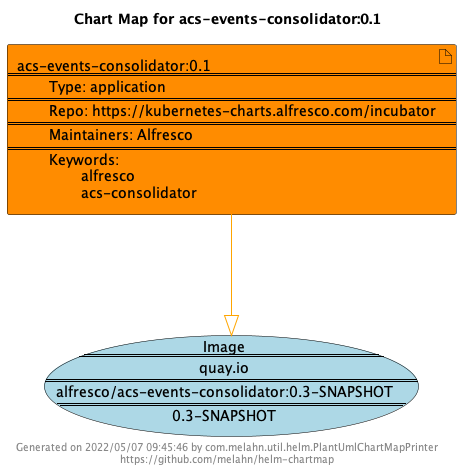 Chart Map for acs-events-consolidator:0.1
acs-events-consolidator:0.1
Type: application
Repo: https://kubernetes-charts.alfresco.com/incubator
Maintainers: Alfresco
Keywords:
alfresco
acs-consolidator
Image
quay.io
alfresco/acs-events-consolidator:0.3-SNAPSHOT
0.3-SNAPSHOT
Generated on 2022/05/07 09:45:46 by com.melahn.util.helm.PlantUmlChartMapPrinter
https://github.com/melahn/helm-chartmap